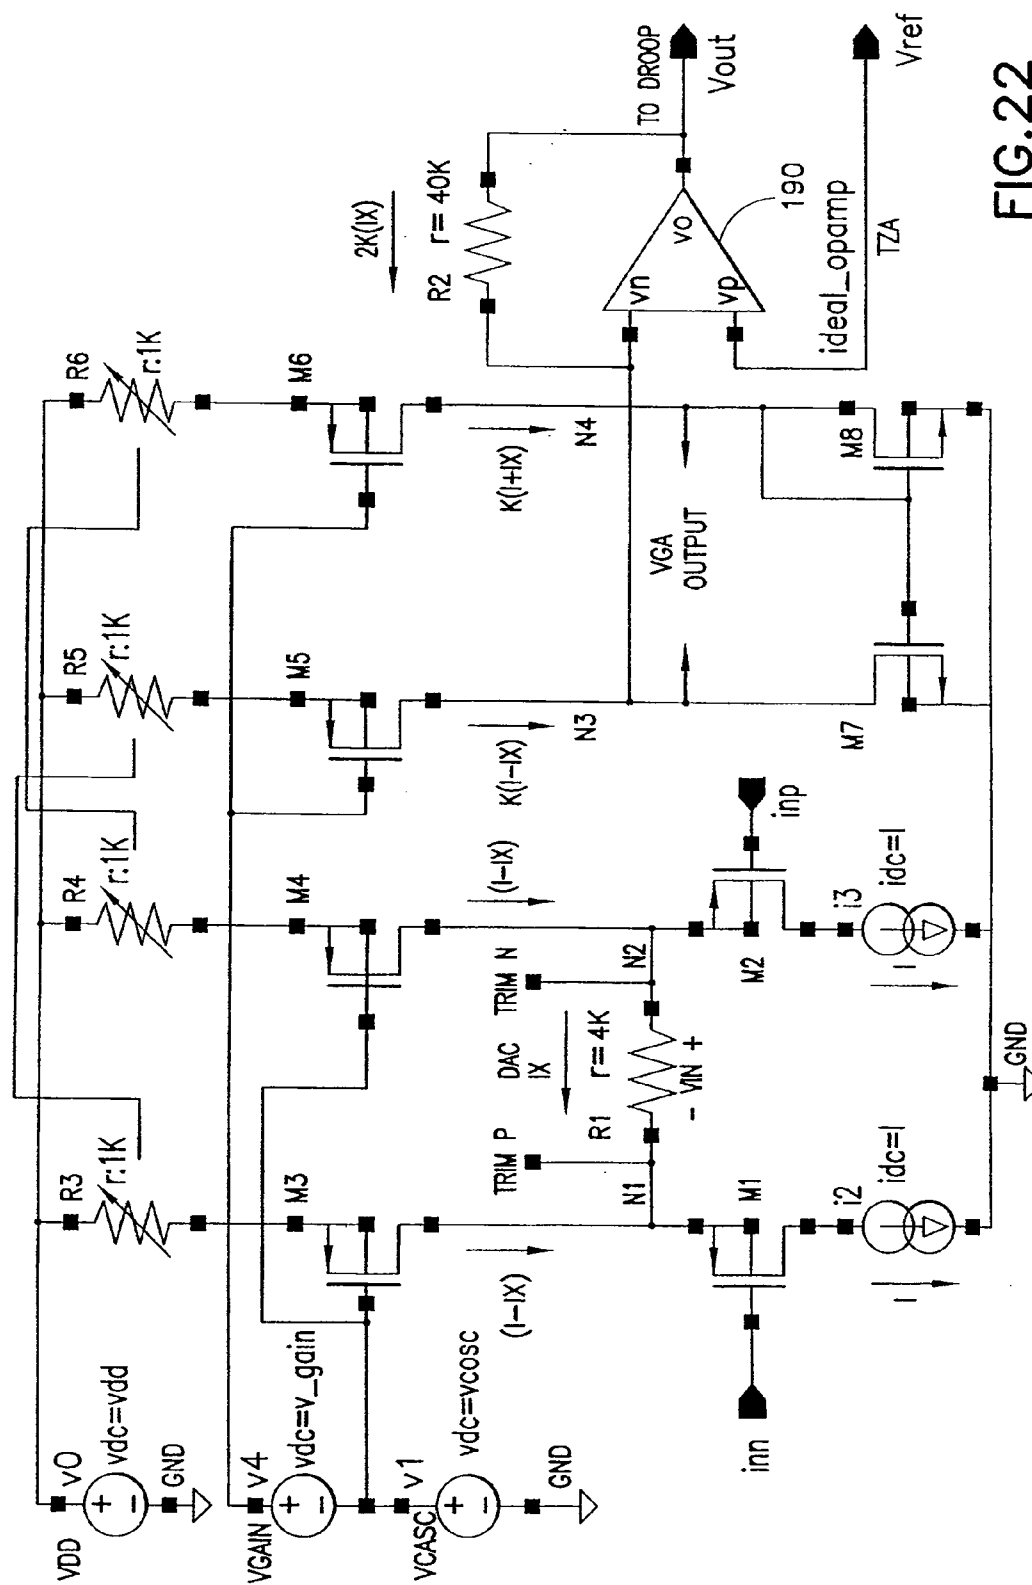 VDD
v0
vdc=vdd
GND
VGAIN
v4
vdc=v_gain
VCASC
v1
vdc=vcosc
GND
R3
r:1K
R4
r:1K
R5
r:1K
R6
r:1K
M3
M4
M5
M6
(I-IX)
(I-IX)
K(I-IX)
K(I+IX)
N3
N4
TRIM P
DAC
IX
TRIM N
N1
R1
r=4K
- VIN +
N2
inn
M1
M2
inp
i2
idc=I
I
i3
idc=I
I
GND
VGA
OUTPUT
M7
M8
2K(IX)
R2
r=40K
vn
vp
vo
190
ideal_opamp
TZA
TO DROOP
Vout
Vref
FIG.22